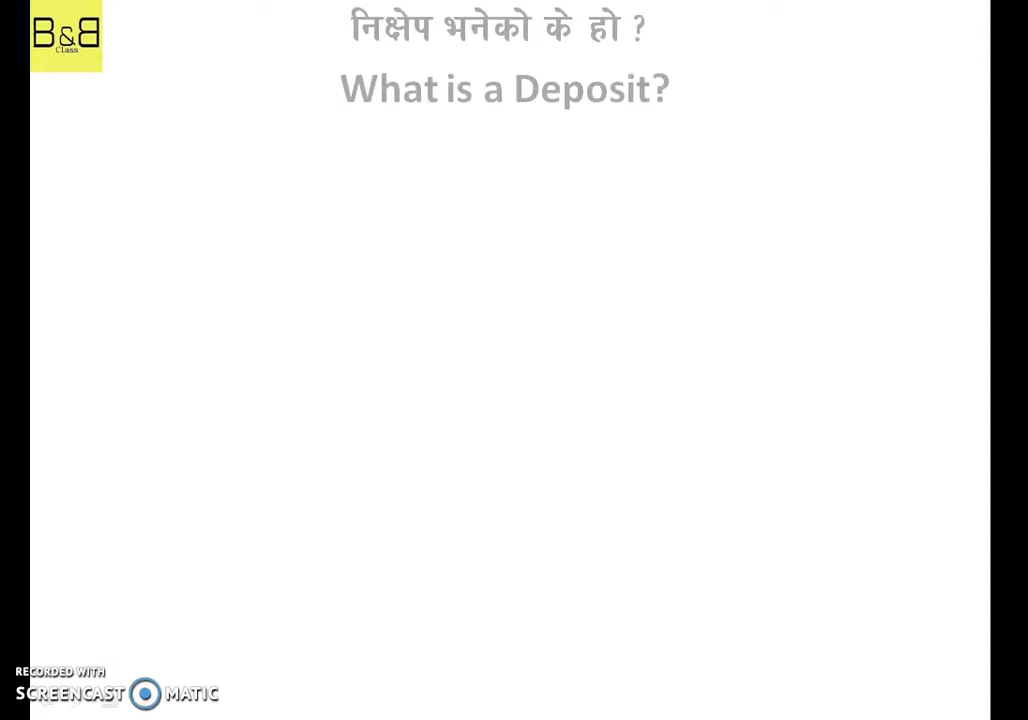 B&B
Class
निक्षेप भनेको के हो ?
What is a Deposit?
RECORDED WITH
SCREENCAST MATIC